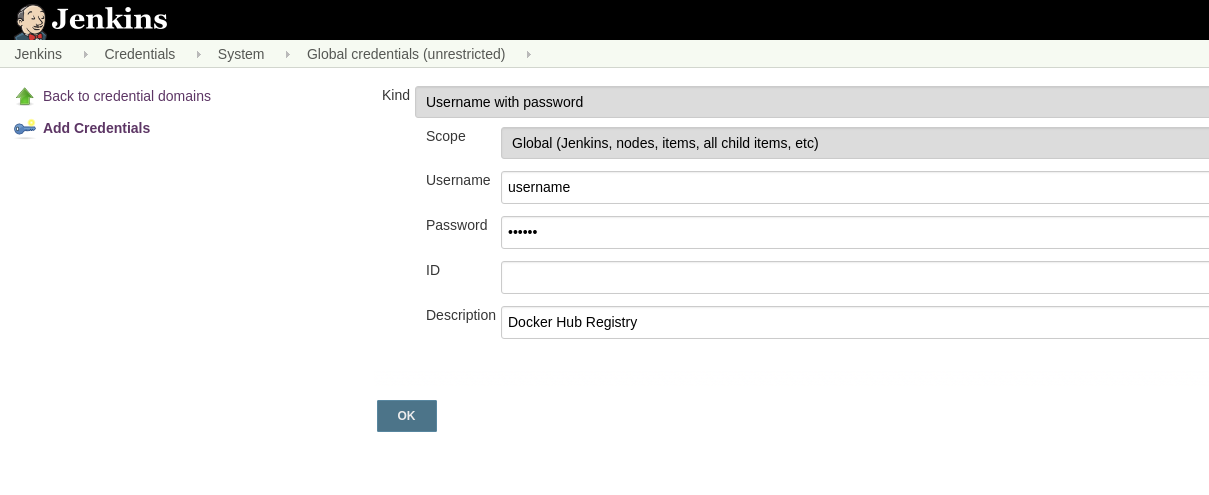 Jenkins
Jenkins Credentials System Global credentials (unrestricted)
Back to credential domains
Add Credentials
Kind Username with password
Scope Global (Jenkins, nodes, items, all child items, etc)
Username username
Password ••••••
ID
Description Docker Hub Registry
OK